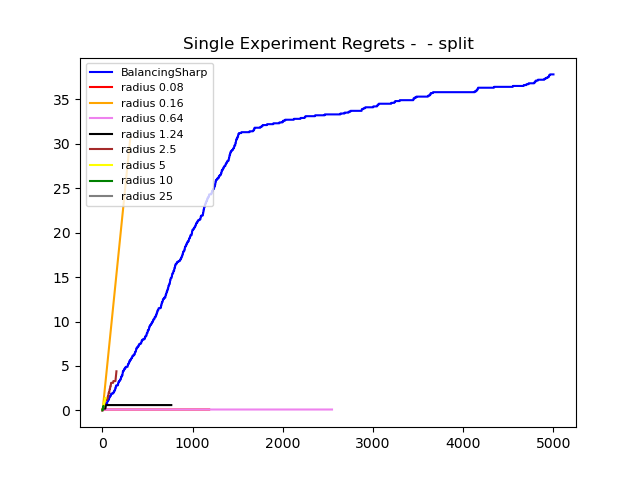 Single Experiment Regrets -  - split
BalancingSharp
radius 0.08
radius 0.16
radius 0.64
radius 1.24
radius 2.5
radius 5
radius 10
radius 25
35
30
25
20
15
10
5
0
0 1000 2000 3000 4000 5000